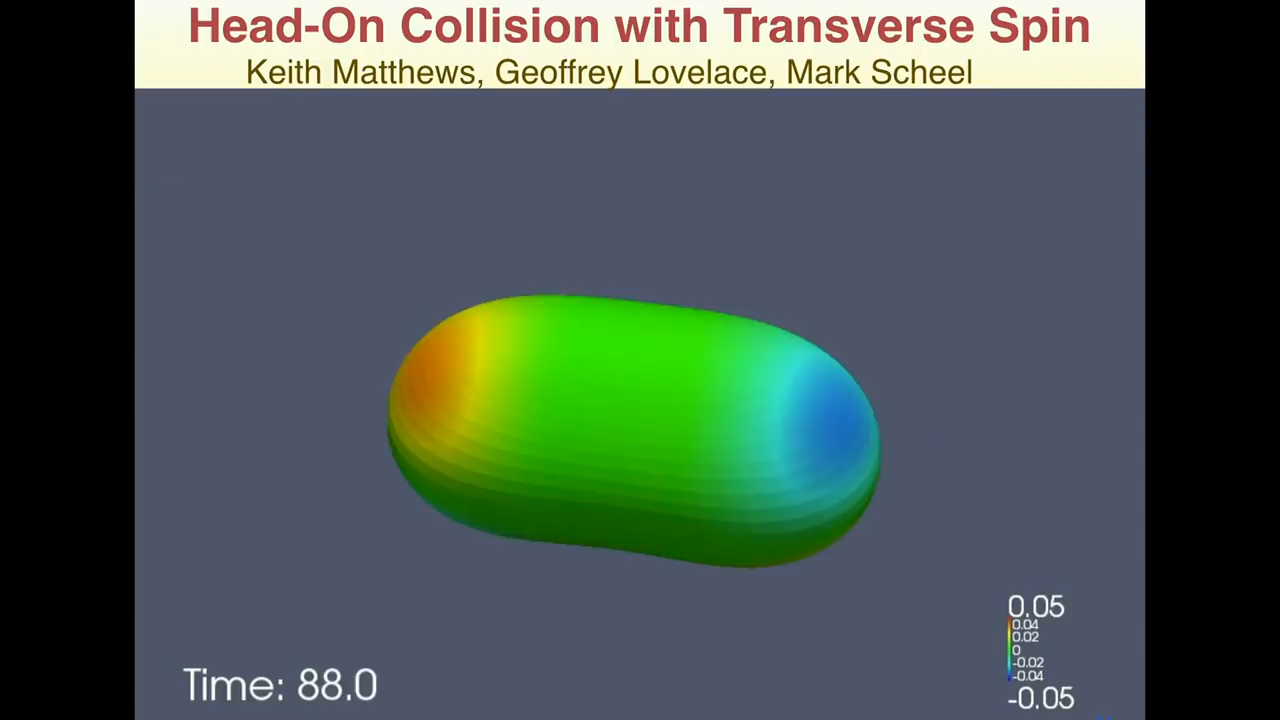 Head-On Collision with Transverse Spin
Keith Matthews, Geoffrey Lovelace, Mark Scheel
0.05
0.04
0.02
0
-0.02
-0.04
-0.05
Time: 88.0